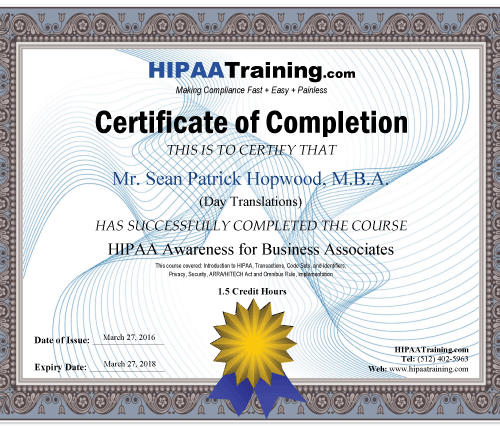 HIPAATraining.com
Making Compliance Fast + Easy + Painless
Certificate of Completion
THIS IS TO CERTIFY THAT
Mr. Sean Patrick Hopwood, M.B.A.
(Day Translations)
HAS SUCCESSFULLY COMPLETED THE COURSE
HIPAA Awareness for Business Associates
This course covered: Introduction to HIPAA, Transactions, Code Sets, and Identifiers,
Privacy, Security, ARRA/HITECH Act and Omnibus Rule, Implementation
1.5 Credit Hours
Date of Issue: March 27, 2016
Expiry Date: March 27, 2018
HIPAATraining.com
Tel: (512) 402-5963
Web: www.hipaatraining.com